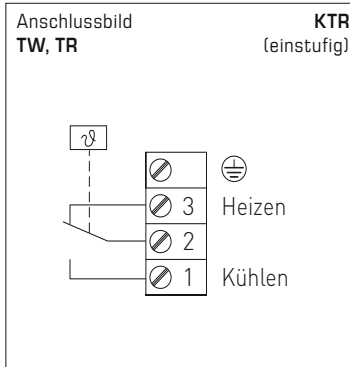 Anschlussbild KTR
TW, TR (einstufig)
ϑ
3 Heizen
2
1 Kühlen